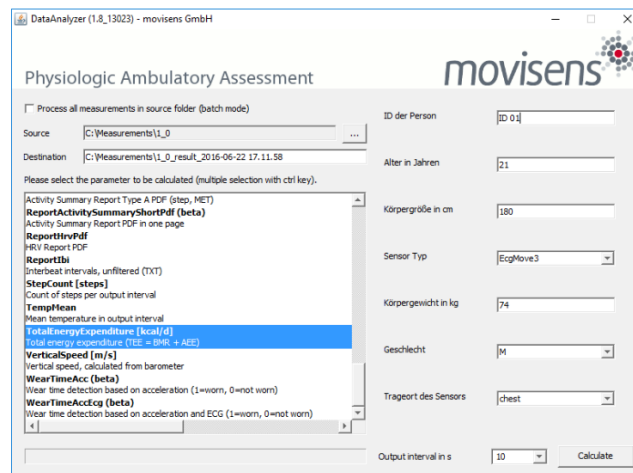 DataAnalyzer (1.8_13023) - movisens GmbH
Physiologic Ambulatory Assessment
movisens
Process all measurements in source folder (batch mode)
Source
C:\Measurements\1_0
...
Destination
C:\Measurements\1_0_result_2016-06-22 17.11.58
Please select the parameter to be calculated (multiple selection with ctrl key).
Activity Summary Report Type A PDF (step, MET)
ReportActivitySummaryShortPdf (beta)
Activity Summary Report PDF in one page
ReportHrvPdf
HRV Report PDF
ReportIbi
Interbeat intervals, unfiltered (TXT)
StepCount [steps]
Count of steps per output interval
TempMean
Mean temperature in output interval
TotalEnergyExpenditure [kcal/d]
Total energy expenditure (TEE = BMR + AEE)
VerticalSpeed [m/s]
Vertical speed, calculated from barometer
WearTimeAcc (beta)
Wear time detection based on acceleration (1=worn, 0=not worn)
WearTimeAccEcg (beta)
Wear time detection based on acceleration and ECG (1=worn, 0=not worn)
ID der Person
ID 01
Alter in Jahren
21
Körpergröße in cm
180
Sensor Typ
EcgMove3
Körpergewicht in kg
74
Geschlecht
M
Trageort des Sensors
chest
Output interval in s
10
Calculate